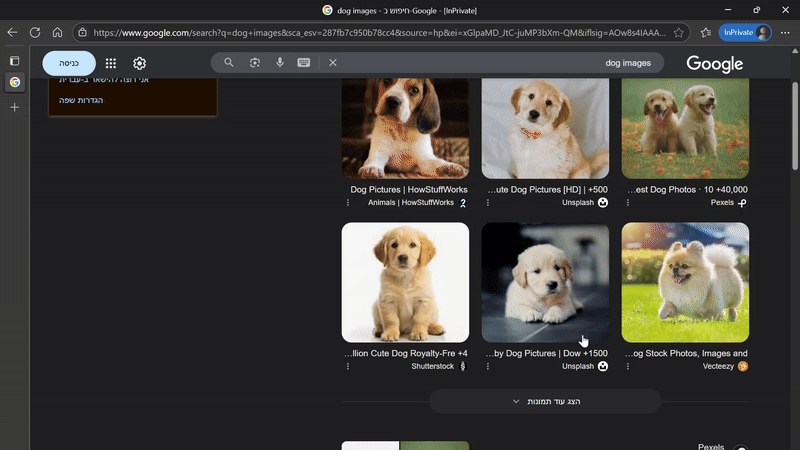 dog images - חיפוש ב-Google - [InPrivate]
https://www.google.com/search?q=dog+images&sca_esv=287fb7c950b78cc4&source=hp&ei=xGlpaMD_JtC-juMP3bXm-QM&iflsig=AOw8s4IAAA...
InPrivate
כניסה
dog images
Google
אני רוצה להישאר ב-עברית
הגדרות שפה
Dog Pictures | HowStuffWorks
Animals | HowStuffWorks
...ute Dog Pictures [HD] | +500
Unsplash
...est Dog Photos · 10 +40,000
Pexels
...llion Cute Dog Royalty-Fre +4
Shutterstock
...by Dog Pictures | Dow +1500
Unsplash
...og Stock Photos, Images and
Vecteezy
הצג עוד תמונות
Pexels